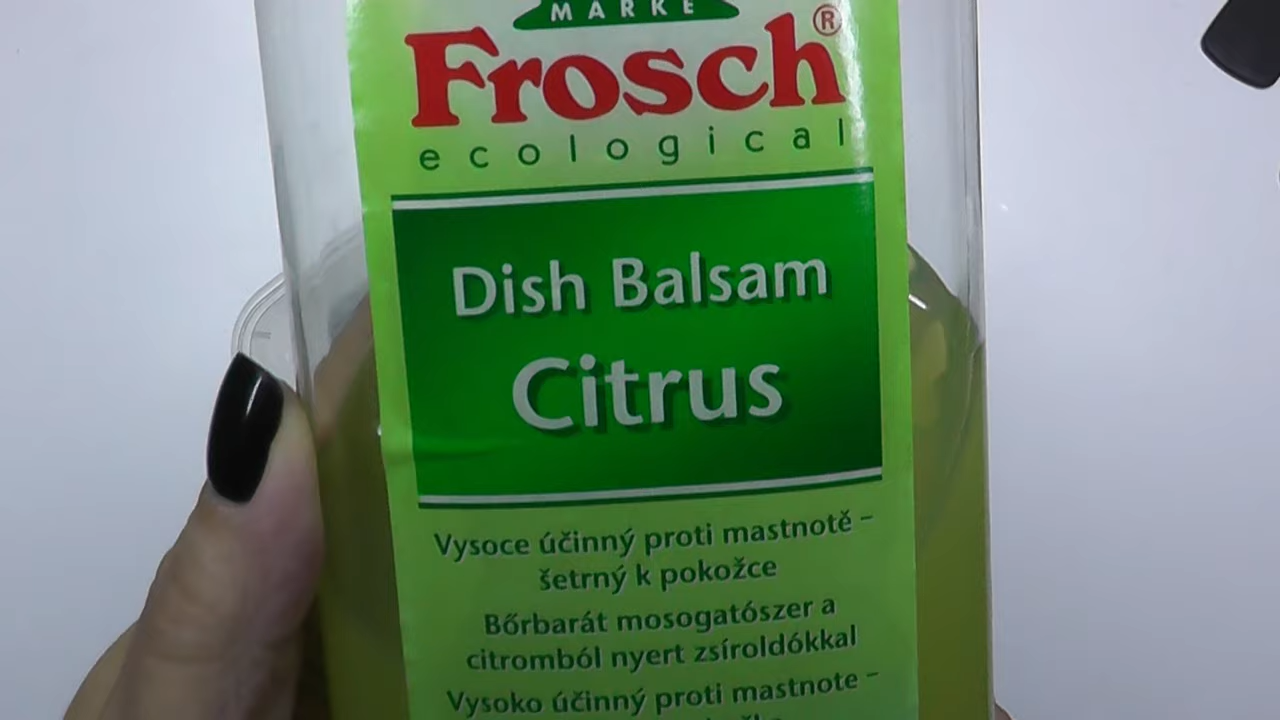 MARKE
Frosch®
ecological
Dish Balsam
Citrus
Vysoce účinný proti mastnotě –
šetrný k pokožce
Bőrbarát mosogatószer a
citromból nyert zsíroldókkal
Vysoko účinný proti mastnote –